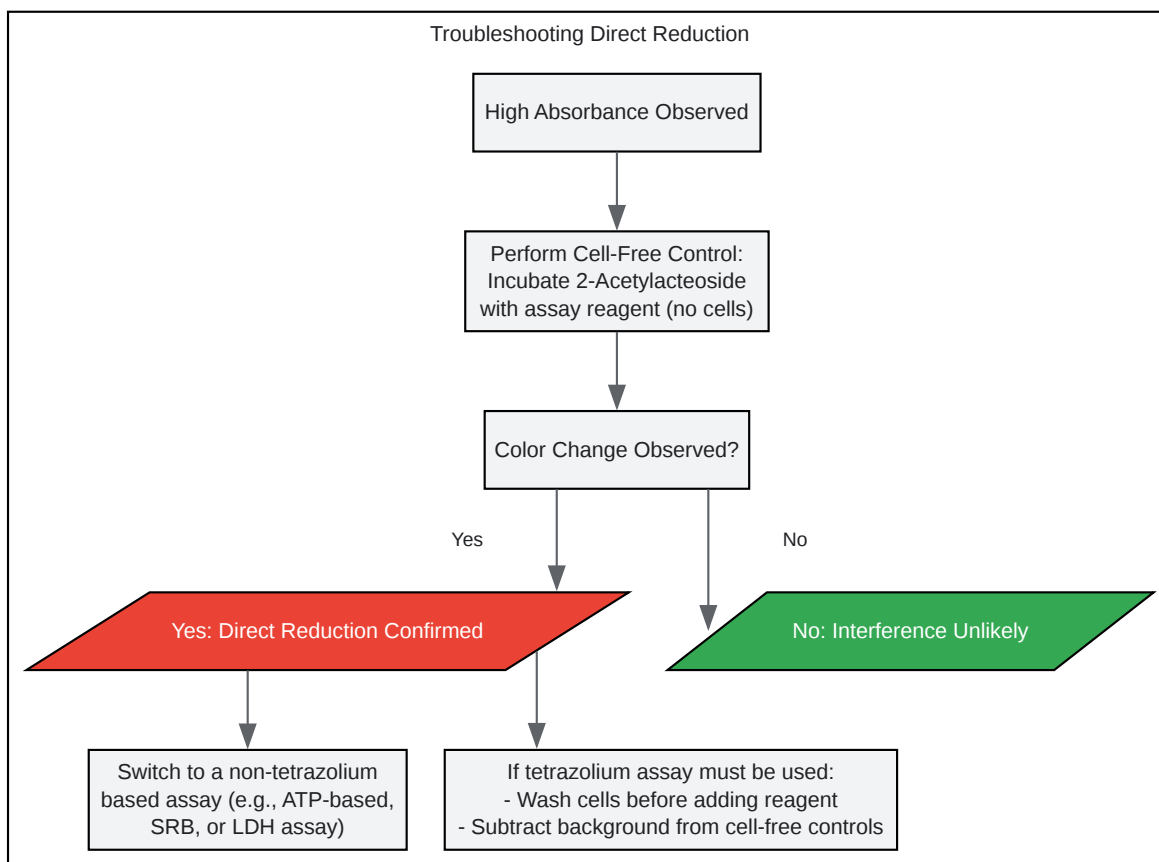 Troubleshooting Direct Reduction
High Absorbance Observed
Perform Cell-Free Control:
Incubate 2-Acetylacteoside
with assay reagent (no cells)
Color Change Observed?
Yes
No
Yes: Direct Reduction Confirmed
No: Interference Unlikely
Switch to a non-tetrazolium
based assay (e.g., ATP-based,
SRB, or LDH assay)
If tetrazolium assay must be used:
- Wash cells before adding reagent
- Subtract background from cell-free controls